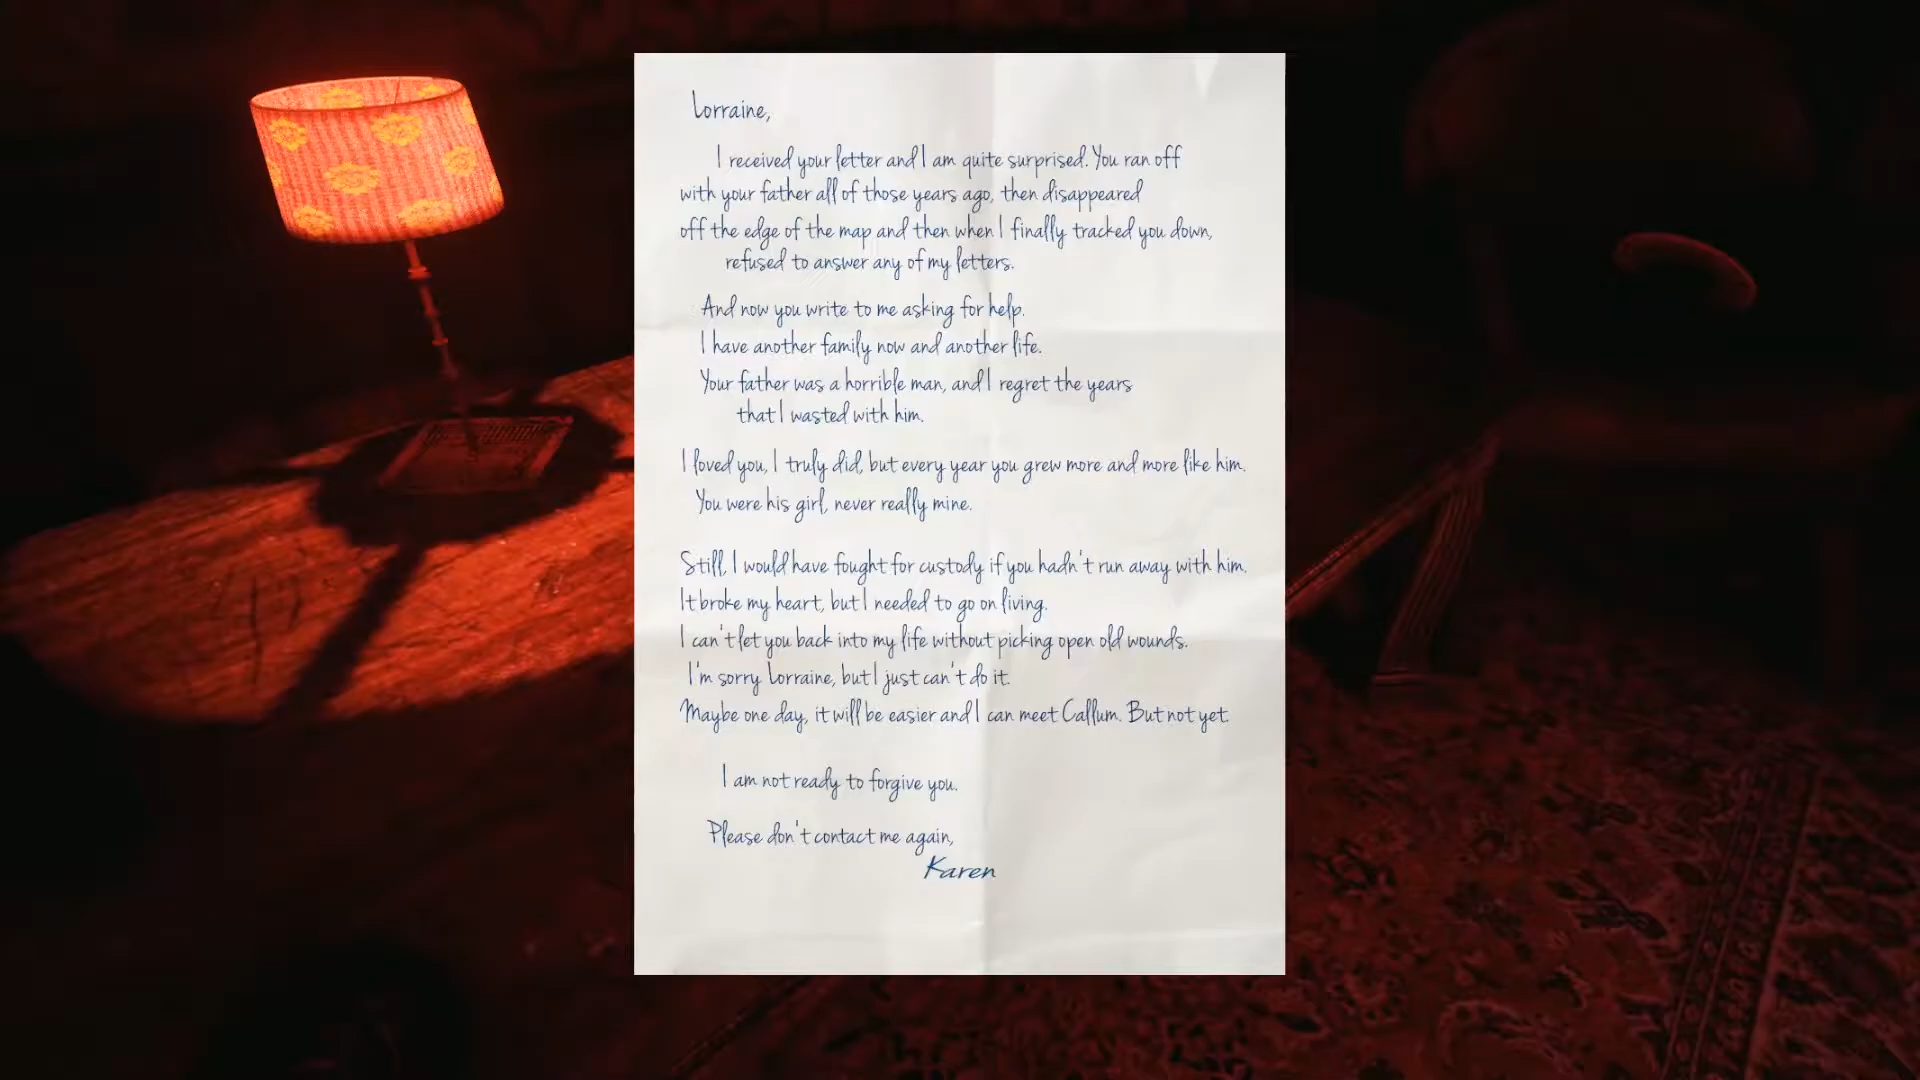 Lorraine,
I received your letter and I am quite surprised. You ran off
with your father all of those years ago, then disappeared
off the edge of the map and then when I finally tracked you down,
refused to answer any of my letters.
And now you write to me asking for help.
I have another family now and another life.
Your father was a horrible man, and I regret the years
that I wasted with him.
I loved you, I truly did, but every year you grew more and more like him.
You were his girl, never really mine.
Still, I would have fought for custody if you hadn't run away with him.
It broke my heart, but I needed to go on living.
I can't let you back into my life without picking open old wounds.
I'm sorry Lorraine, but I just can't do it.
Maybe one day, it will be easier and I can meet Callum. But not yet.
I am not ready to forgive you.
Please don't contact me again,
Karen